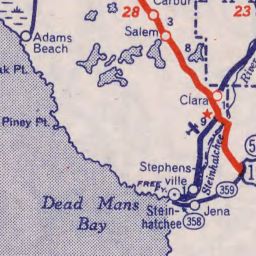 Carbur
28
23
3
Salem
Adams
Beach
8
River
ak Pt.
Clara
9
Piney Pt.
Steinhatchee
5
1
Stephens-
ville
FREE
1
359
Dead Mans
Bay
Stein-
hatchee
Jena
358